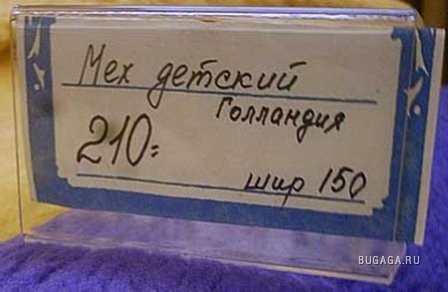 Мех детский
Голландия
210=
шир 150
BUGAGA.RU